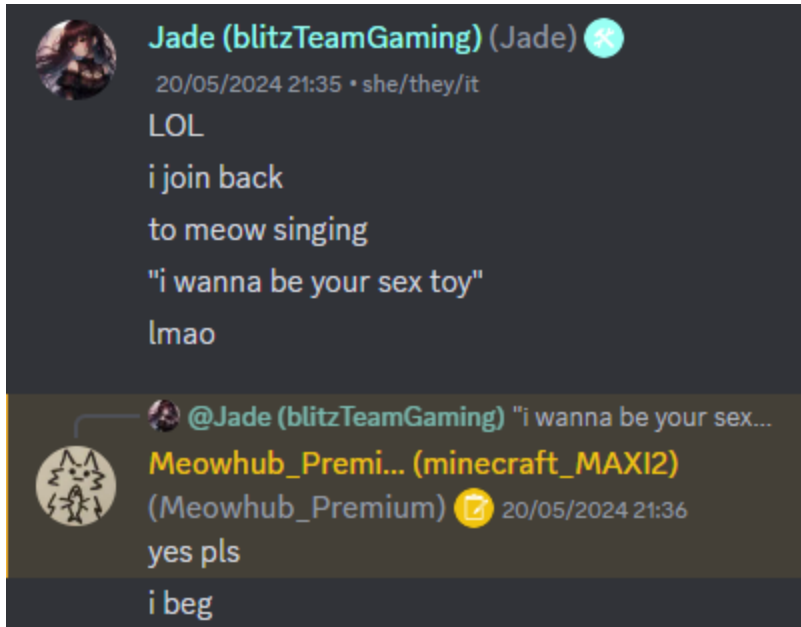 Jade (blitzTeamGaming) (Jade)
20/05/2024 21:35 • she/they/it
LOL
i join back
to meow singing
"i wanna be your sex toy"
lmao
@Jade (blitzTeamGaming) "i wanna be your sex...
Meowhub_Premi... (minecraft_MAXI2)
(Meowhub_Premium) 20/05/2024 21:36
yes pls
i beg